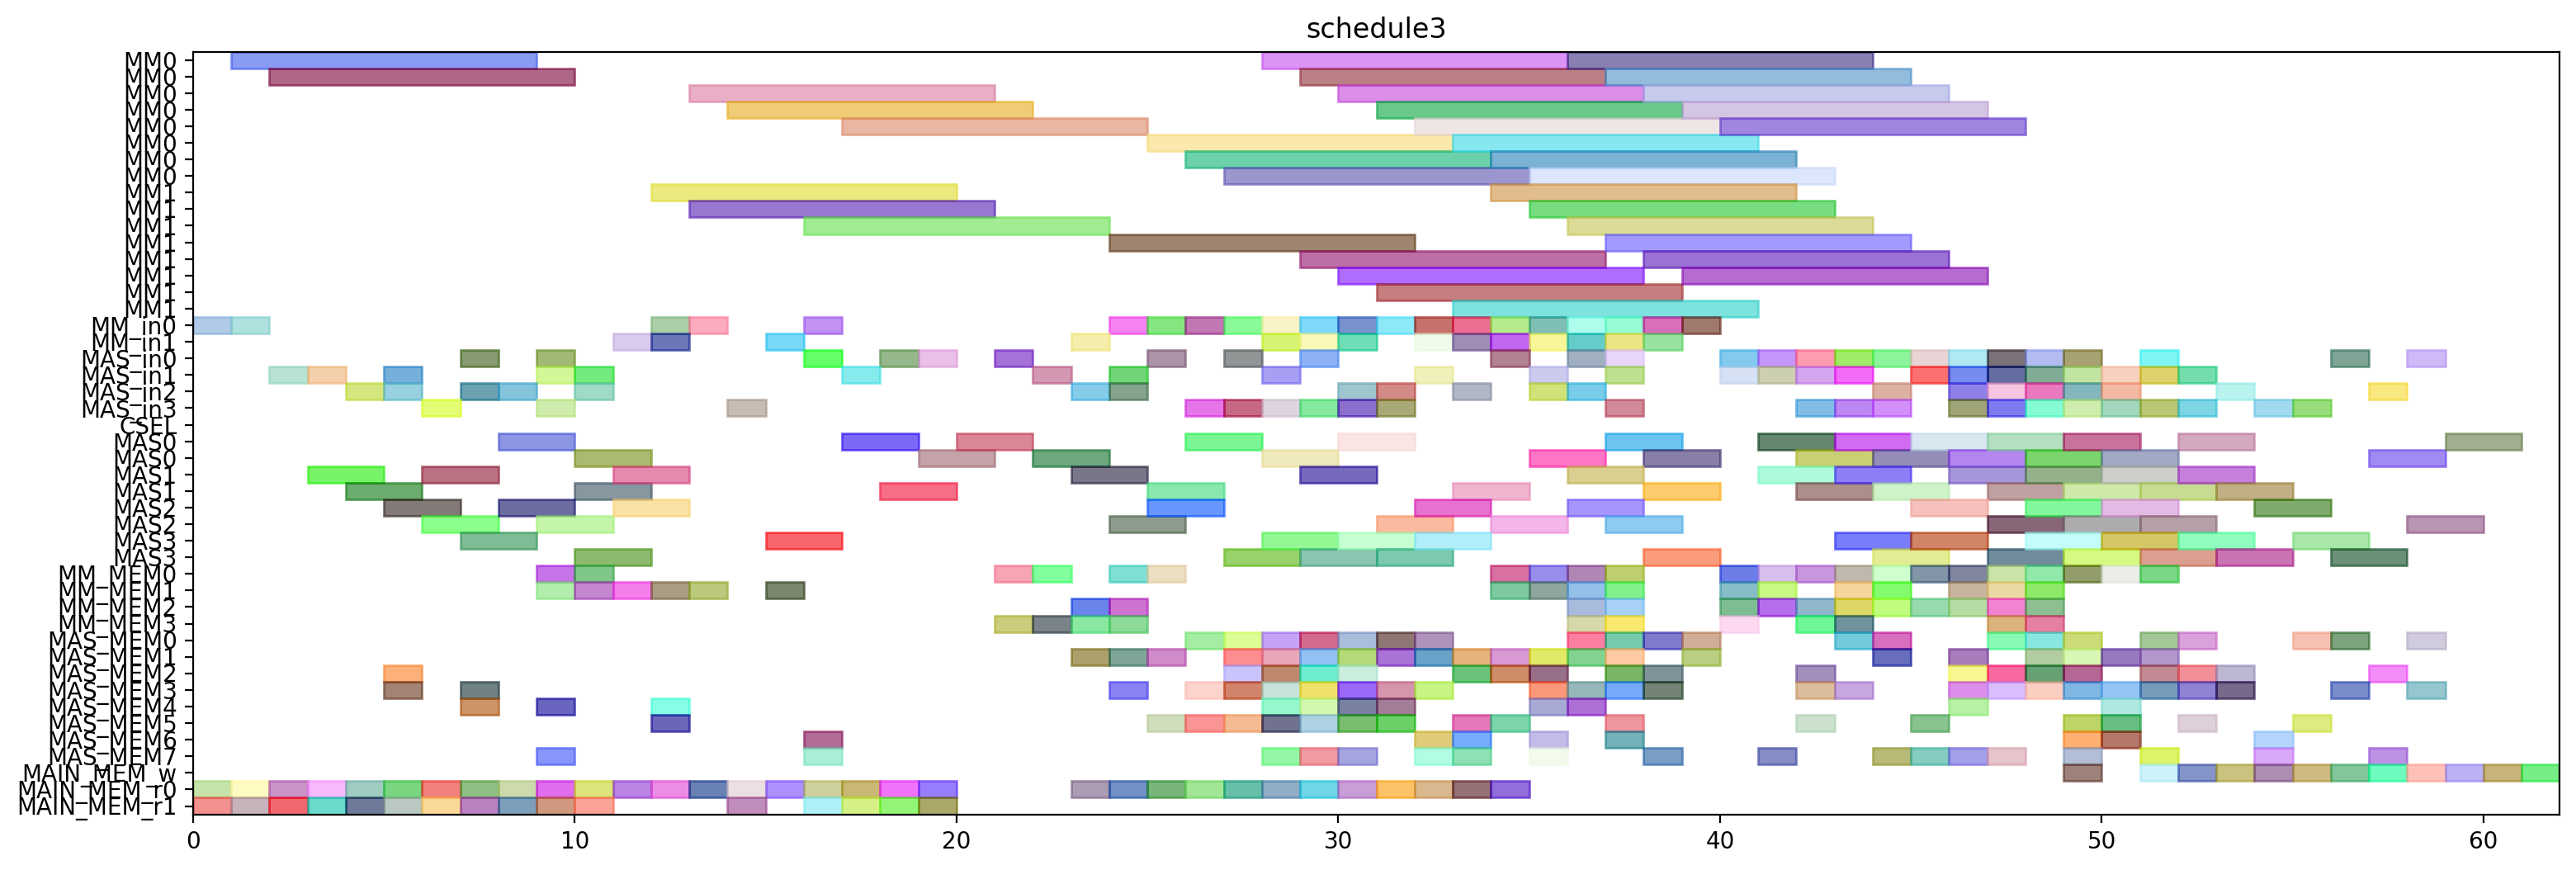 schedule3
MM0
MM0
MM0
MM0
MM0
MM0
MM0
MM0
MM1
MM1
MM1
MM1
MM1
MM1
MM1
MM1
MM_in0
MM_in1
MAS_in0
MAS_in1
MAS_in2
MAS_in3
CSEL
MAS0
MAS0
MAS1
MAS1
MAS2
MAS2
MAS3
MAS3
MM_MEM0
MM_MEM1
MM_MEM2
MM_MEM3
MAS_MEM0
MAS_MEM1
MAS_MEM2
MAS_MEM3
MAS_MEM4
MAS_MEM5
MAS_MEM6
MAS_MEM7
MAIN_MEM_w
MAIN_MEM_r0
MAIN_MEM_r1
0 10 20 30 40 50 60